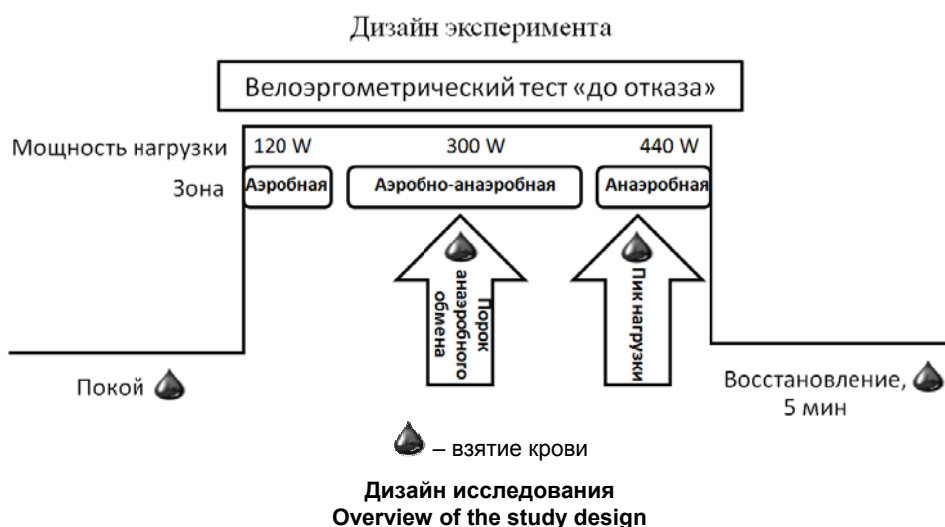 Дизайн эксперимента
Велоэргометрический тест «до отказа»
Мощность нагрузки 120 W 300 W 440 W
Зона Аэробная Аэробно-анаэробная Анаэробная
Порок
анаэробного
обмена
Пик нагрузки
Покой
Восстановление,
5 мин
– взятие крови
Дизайн исследования
Overview of the study design